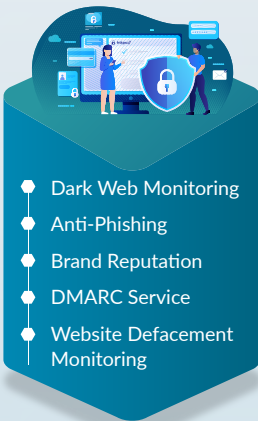 Dark Web Monitoring
Anti-Phishing
Brand Reputation
DMARC Service
Website Defacement
Monitoring